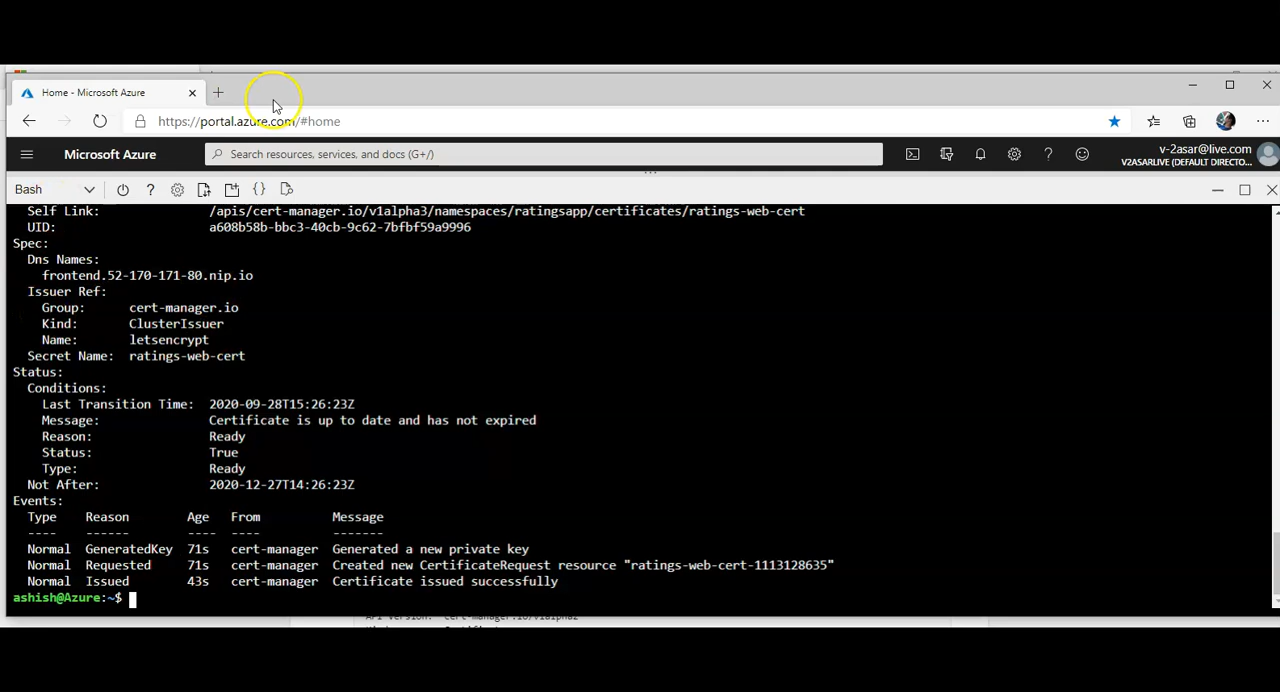 Home - Microsoft Azure
https://portal.azure.com/#home
Microsoft Azure
Search resources, services, and docs (G+/)
v-2asar@live.com
V2ASARLIVE (DEFAULT DIRECTO...
Bash
Self Link: /apis/cert-manager.io/v1alpha3/namespaces/ratingsapp/certificates/ratings-web-cert
UID: a608b58b-bbc3-40cb-9c62-7bfbf59a9996
Spec:
Dns Names:
frontend.52-170-171-80.nip.io
Issuer Ref:
Group: cert-manager.io
Kind: ClusterIssuer
Name: letsencrypt
Secret Name: ratings-web-cert
Status:
Conditions:
Last Transition Time: 2020-09-28T15:26:23Z
Message: Certificate is up to date and has not expired
Reason: Ready
Status: True
Type: Ready
Not After: 2020-12-27T14:26:23Z
Events:
Type Reason Age From Message
---- ------ ---- ---- -------
Normal GeneratedKey 71s cert-manager Generated a new private key
Normal Requested 71s cert-manager Created new CertificateRequest resource "ratings-web-cert-1113128635"
Normal Issued 43s cert-manager Certificate issued successfully
ashish@Azure:~$